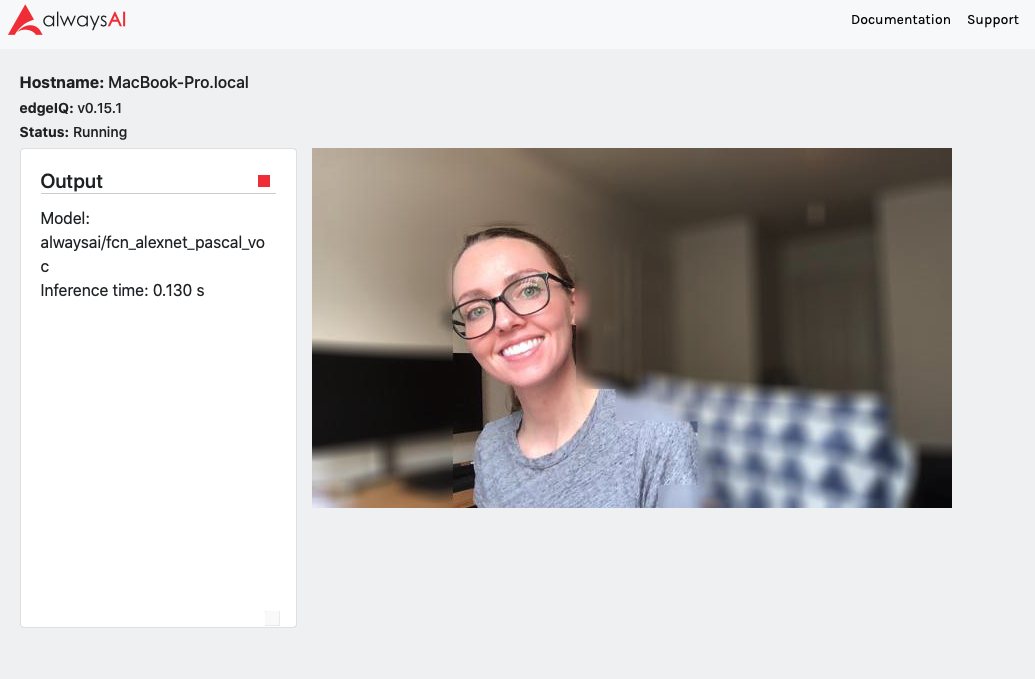 alwaysAI
Documentation
Support
Hostname: MacBook-Pro.local
edgeIQ: v0.15.1
Status: Running
Output
Model:
alwaysai/fcn_alexnet_pascal_vo
c
Inference time: 0.130 s